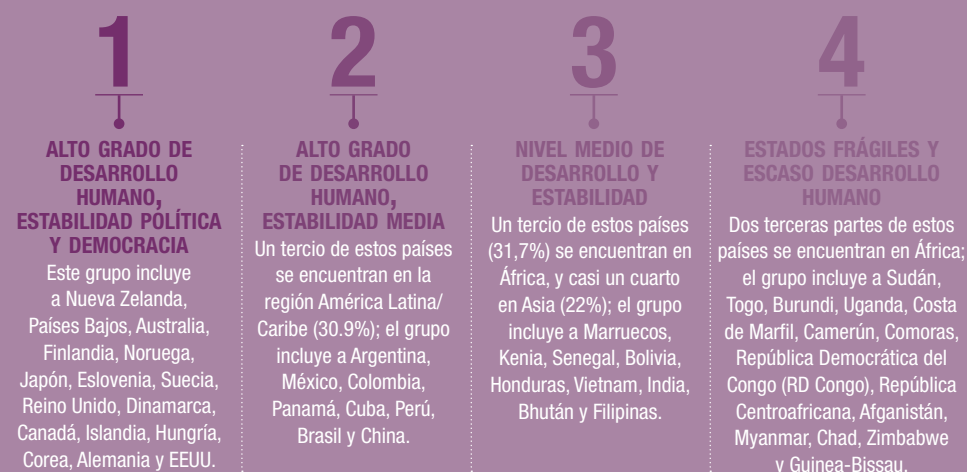 1
ALTO GRADO DE
DESARROLLO
HUMANO,
ESTABILIDAD POLÍTICA
Y DEMOCRACIA
Este grupo incluye
a Nueva Zelanda,
Países Bajos, Australia,
Finlandia, Noruega,
Japón, Eslovenia, Suecia,
Reino Unido, Dinamarca,
Canadá, Islandia, Hungría,
Corea, Alemania y EEUU.
2
ALTO GRADO
DE DESARROLLO
HUMANO,
ESTABILIDAD MEDIA
Un tercio de estos países
se encuentran en la
región América Latina/
Caribe (30.9%); el grupo
incluye a Argentina,
México, Colombia,
Panamá, Cuba, Perú,
Brasil y China.
3
NIVEL MEDIO DE
DESARROLLO Y
ESTABILIDAD
Un tercio de estos países
(31,7%) se encuentran en
África, y casi un cuarto
en Asia (22%); el grupo
incluye a Marruecos,
Kenia, Senegal, Bolivia,
Honduras, Vietnam, India,
Bhután y Filipinas.
4
ESTADOS FRÁGILES Y
ESCASO DESARROLLO
HUMANO
Dos terceras partes de estos
países se encuentran en África;
el grupo incluye a Sudán,
Togo, Burundi, Uganda, Costa
de Marfil, Camerún, Comoras,
República Democrática del
Congo (RD Congo), República
Centroafricana, Afganistán,
Myanmar, Chad, Zimbabwe
y Guinea-Bissau.